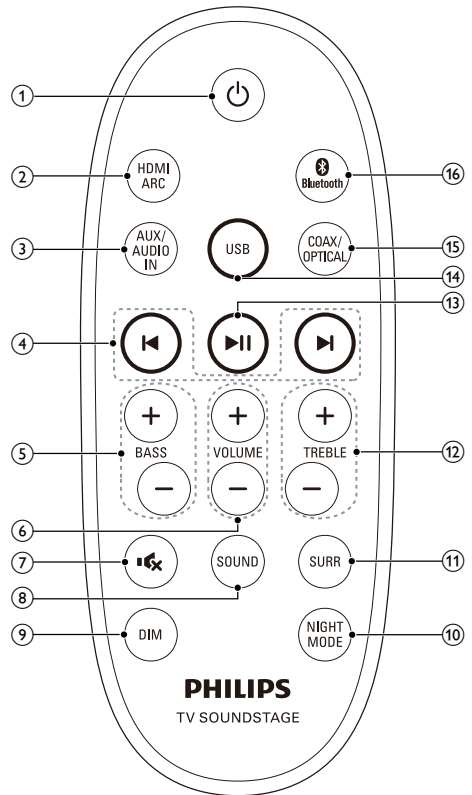 ①
②
HDMI
ARC
Bluetooth
⑯
③
AUX/
AUDIO
IN
USB
COAX/
OPTICAL
⑮
⑭
⑬
④
⑤
+
BASS
−
+
VOLUME
−
+
TREBLE
−
⑫
⑥
⑦
SOUND
SURR
⑪
⑧
⑨
DIM
NIGHT
MODE
⑩
PHILIPS
TV SOUNDSTAGE